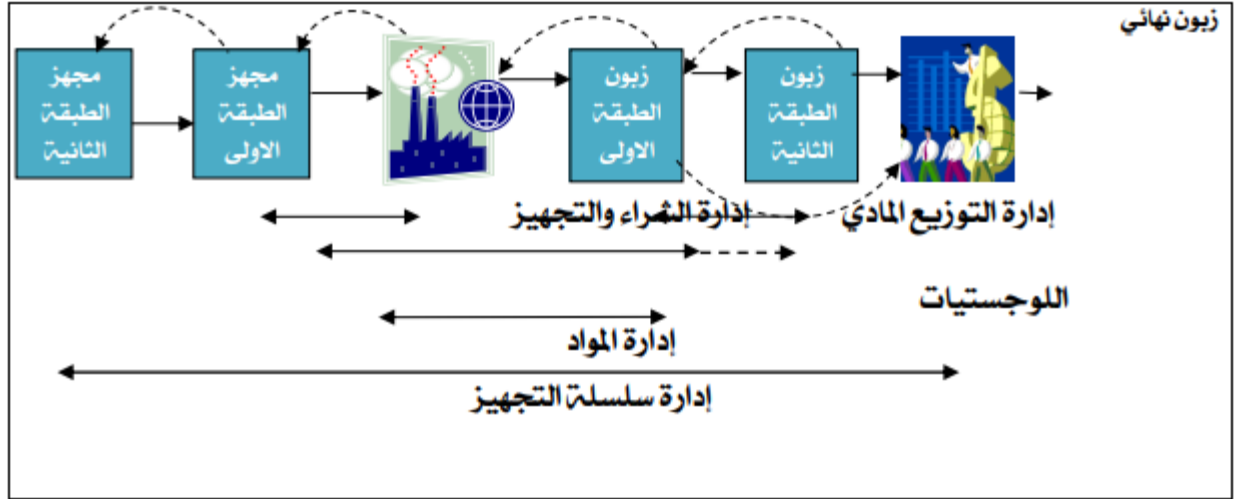 زبون نهائي
مجهز
الطبقة
الثانية
مجهز
الطبقة
الاولى
زبون
الطبقة
الاولى
زبون
الطبقة
الثانية
إدارة الشراء والتجهيز
إدارة التوزيع المادي
اللوجستيات
إدارة المواد
إدارة سلسلة التجهيز